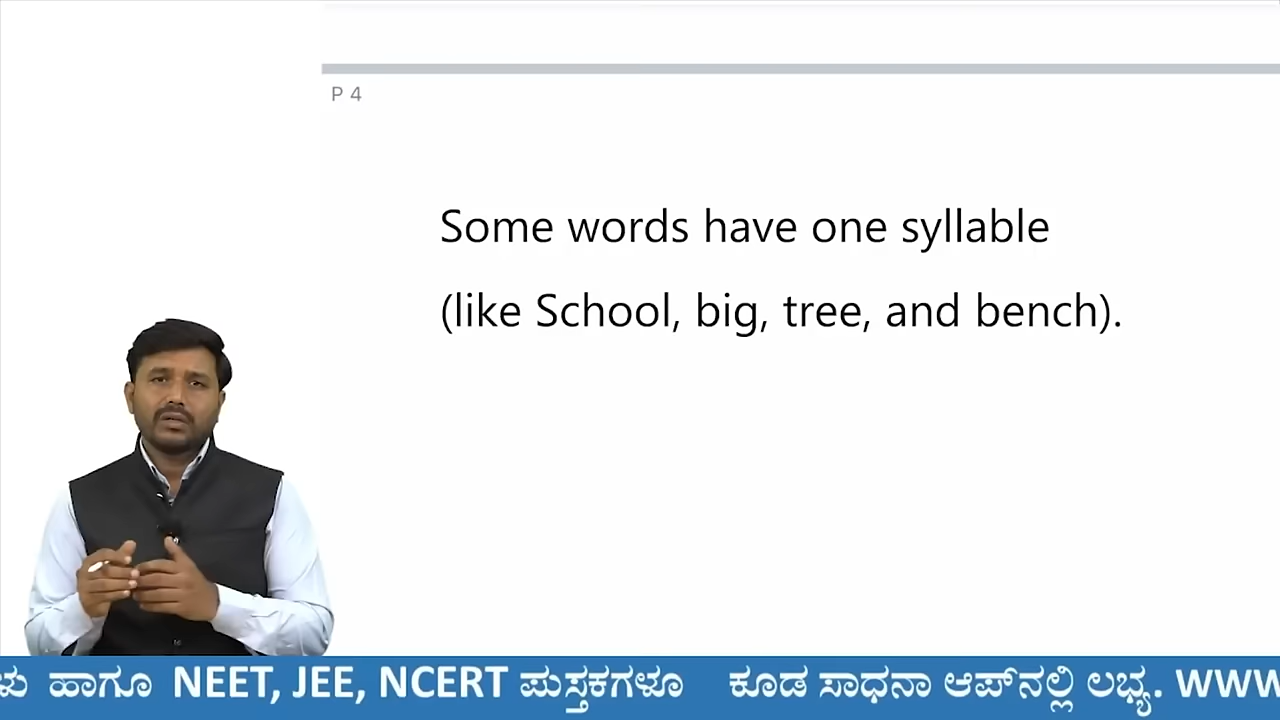 P 4
Some words have one syllable
(like School, big, tree, and bench).
ಹಾಗೂ NEET, JEE, NCERT ಪುಸ್ತಕಗಳೂ ಕೂಡ ಸಾಧನಾ ಆಪ್‌ನಲ್ಲಿ ಲಭ್ಯ. WWW